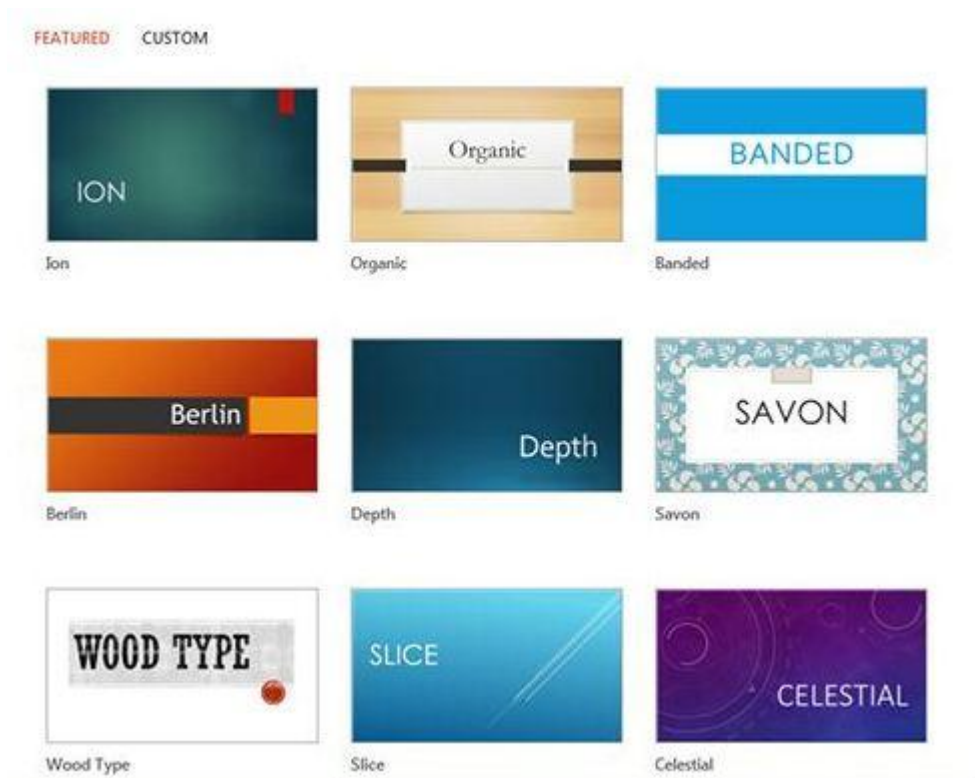 FEATURED CUSTOM
ION
Organic
BANDED
Ion
Organic
Banded
Berlin
Depth
SAVON
Berlin
Depth
Savon
WOOD TYPE
SLICE
CELESTIAL
Wood Type
Slice
Celestial